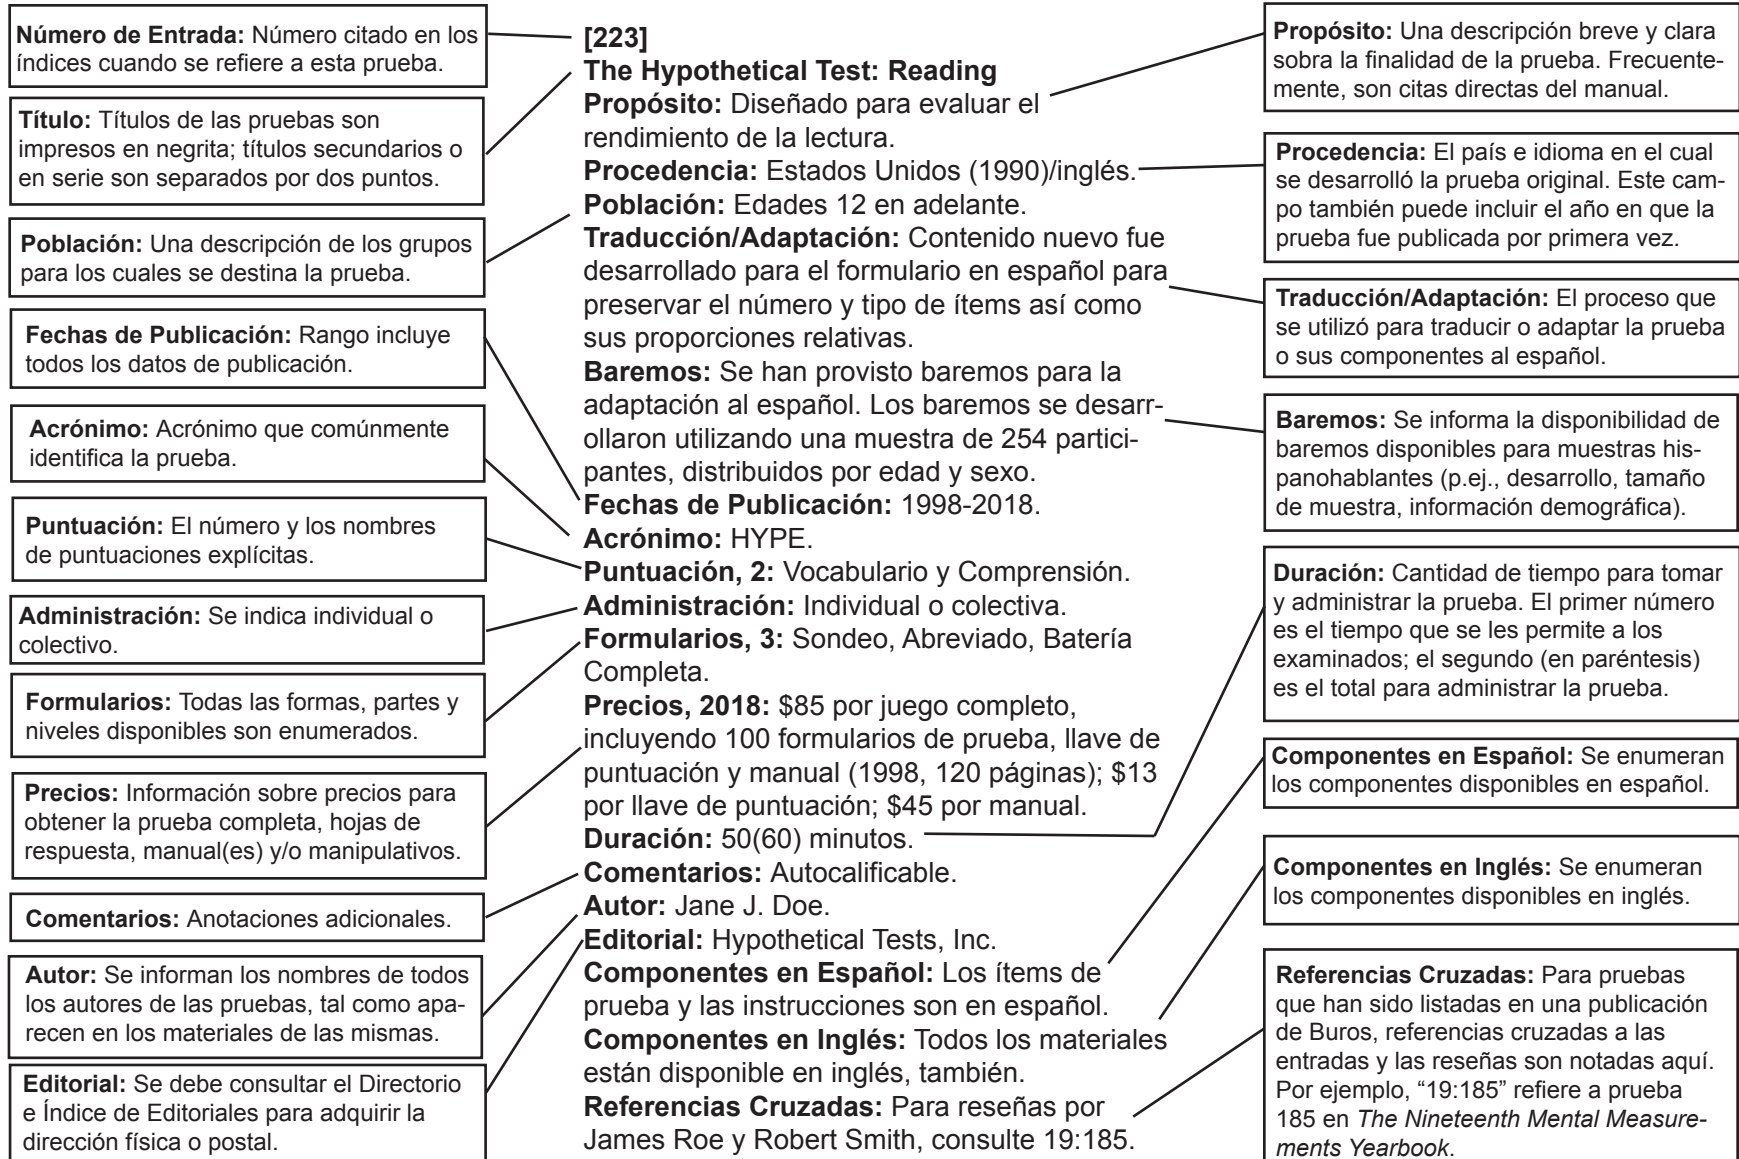 Número de Entrada: Número citado en los
índices cuando se refiere a esta prueba.
Título: Títulos de las pruebas son
impresos en negrita; títulos secundarios o
en serie son separados por dos puntos.
Población: Una descripción de los grupos
para los cuales se destina la prueba.
Fechas de Publicación: Rango incluye
todos los datos de publicación.
Acrónimo: Acrónimo que comúnmente
identifica la prueba.
Puntuación: El número y los nombres
de puntuaciones explícitas.
Administración: Se indica individual o
colectivo.
Formularios: Todas las formas, partes y
niveles disponibles son enumerados.
Precios: Información sobre precios para
obtener la prueba completa, hojas de
respuesta, manual(es) y/o manipulativos.
Comentarios: Anotaciones adicionales.
Autor: Se informan los nombres de todos
los autores de las pruebas, tal como apa-
recen en los materiales de las mismas.
Editorial: Se debe consultar el Directorio
e Índice de Editoriales para adquirir la
dirección física o postal.
[223]
The Hypothetical Test: Reading
Propósito: Diseñado para evaluar el
rendimiento de la lectura.
Procedencia: Estados Unidos (1990)/inglés.
Población: Edades 12 en adelante.
Traducción/Adaptación: Contenido nuevo fue
desarrollado para el formulario en español para
preservar el número y tipo de ítems así como
sus proporciones relativas.
Baremos: Se han provisto baremos para la
adaptación al español. Los baremos se desarr-
ollaron utilizando una muestra de 254 partici-
pantes, distribuidos por edad y sexo.
Fechas de Publicación: 1998-2018.
Acrónimo: HYPE.
Puntuación, 2: Vocabulario y Comprensión.
Administración: Individual o colectiva.
Formularios, 3: Sondeo, Abreviado, Batería
Completa.
Precios, 2018: $85 por juego completo,
incluyendo 100 formularios de prueba, llave de
puntuación y manual (1998, 120 páginas); $13
por llave de puntuación; $45 por manual.
Duración: 50(60) minutos.
Comentarios: Autocalificable.
Autor: Jane J. Doe.
Editorial: Hypothetical Tests, Inc.
Componentes en Español: Los ítems de
prueba y las instrucciones son en español.
Componentes en Inglés: Todos los materiales
están disponible en inglés, también.
Referencias Cruzadas: Para reseñas por
James Roe y Robert Smith, consulte 19:185.
Propósito: Una descripción breve y clara
sobra la finalidad de la prueba. Frecuente-
mente, son citas directas del manual.
Procedencia: El país e idioma en el cual
se desarrolló la prueba original. Este cam-
po también puede incluir el año en que la
prueba fue publicada por primera vez.
Traducción/Adaptación: El proceso que
se utilizó para traducir o adaptar la prueba
o sus componentes al español.
Baremos: Se informa la disponibilidad de
baremos disponibles para muestras his-
panohablantes (p.ej., desarrollo, tamaño
de muestra, información demográfica).
Duración: Cantidad de tiempo para tomar
y administrar la prueba. El primer número
es el tiempo que se les permite a los
examinados; el segundo (en paréntesis)
es el total para administrar la prueba.
Componentes en Español: Se enumeran
los componentes disponibles en español.
Componentes en Inglés: Se enumeran
los componentes disponibles en inglés.
Referencias Cruzadas: Para pruebas
que han sido listadas en una publicación
de Buros, referencias cruzadas a las
entradas y las reseñas son notadas aquí.
Por ejemplo, “19:185” refiere a prueba
185 en The Nineteenth Mental Measure-
ments Yearbook.